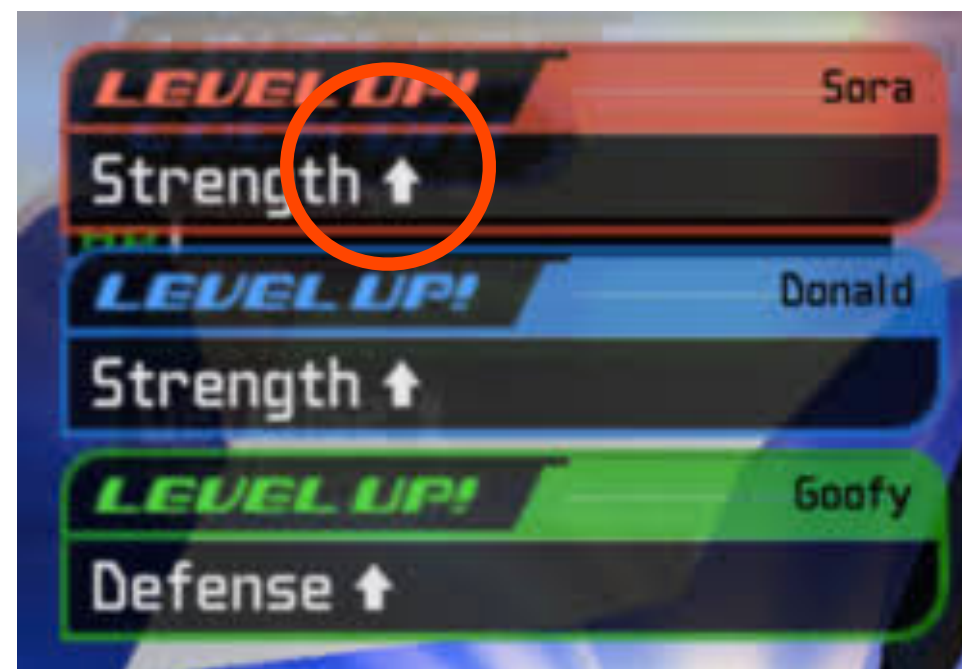 LEVEL UP! Sora
Strength ⬆
LEVEL UP! Donald
Strength ⬆
LEVEL UP! Goofy
Defense ⬆